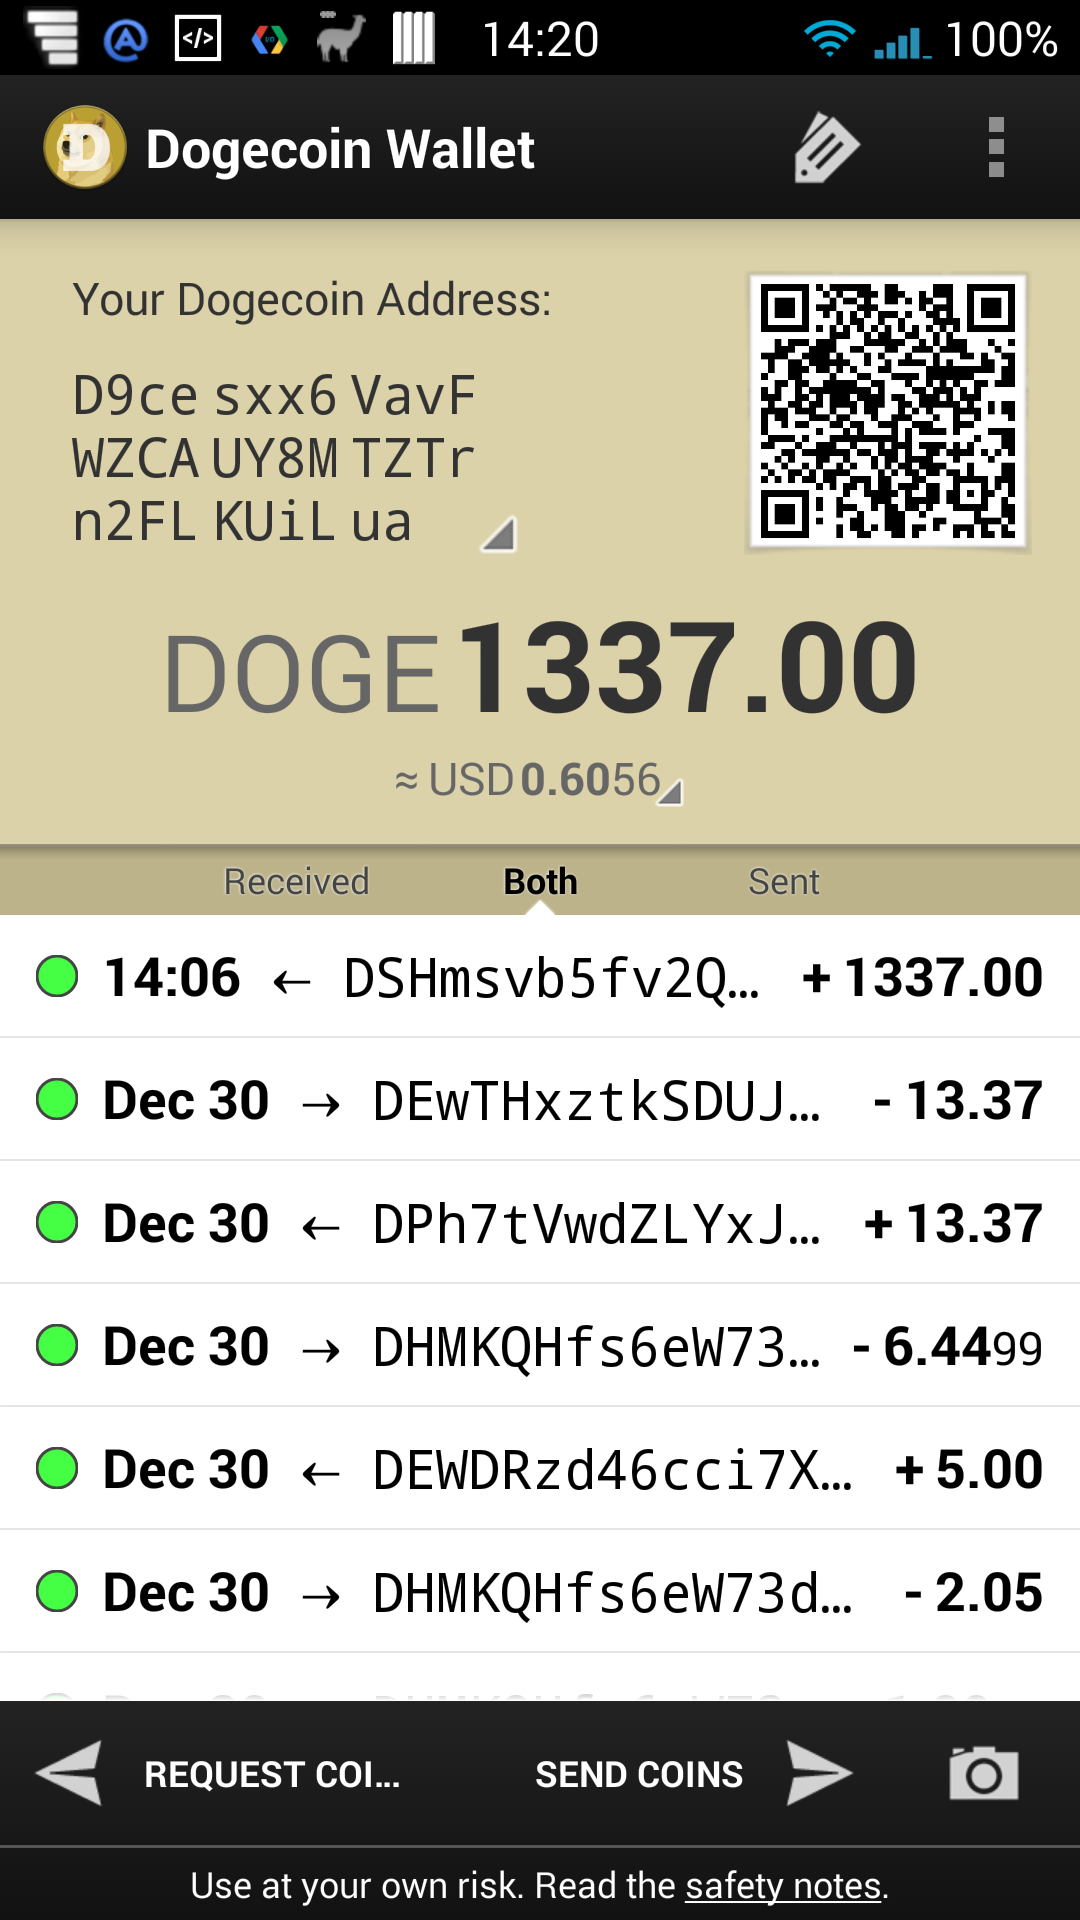 14:20 100%
Dogecoin Wallet
Your Dogecoin Address:
D9ce sxx6 VavF
WZCA UY8M TZTr
n2FL KUiL ua
DOGE 1337.00
≈ USD 0.6056
Received Both Sent
14:06 ← DSHmsvb5fv2Q… + 1337.00
Dec 30 → DEwTHxztkSDUJ… - 13.37
Dec 30 ← DPh7tVwdZLYxJ… + 13.37
Dec 30 → DHMKQHfs6eW73… - 6.4499
Dec 30 ← DEWDRzd46cci7X… + 5.00
Dec 30 → DHMKQHfs6eW73d… - 2.05
REQUEST COI… SEND COINS
Use at your own risk. Read the safety notes.